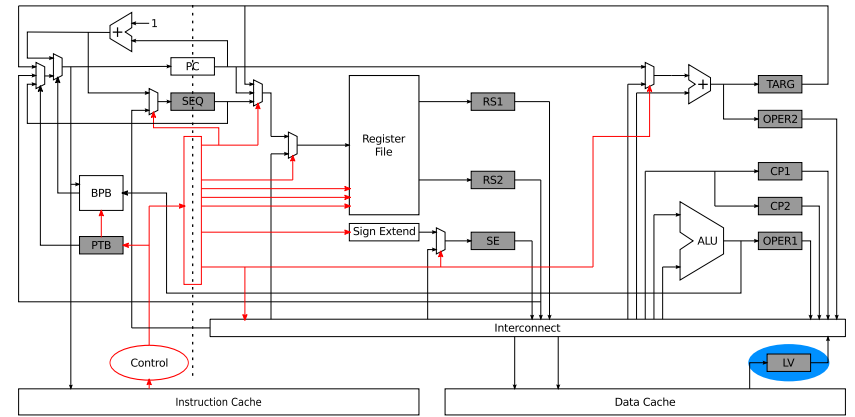 1
+
PC
SEQ
+
TARG
OPER2
RS1
Register
File
RS2
CP1
CP2
BPB
Sign Extend
SE
ALU
OPER1
PTB
Interconnect
Control
LV
Instruction Cache
Data Cache